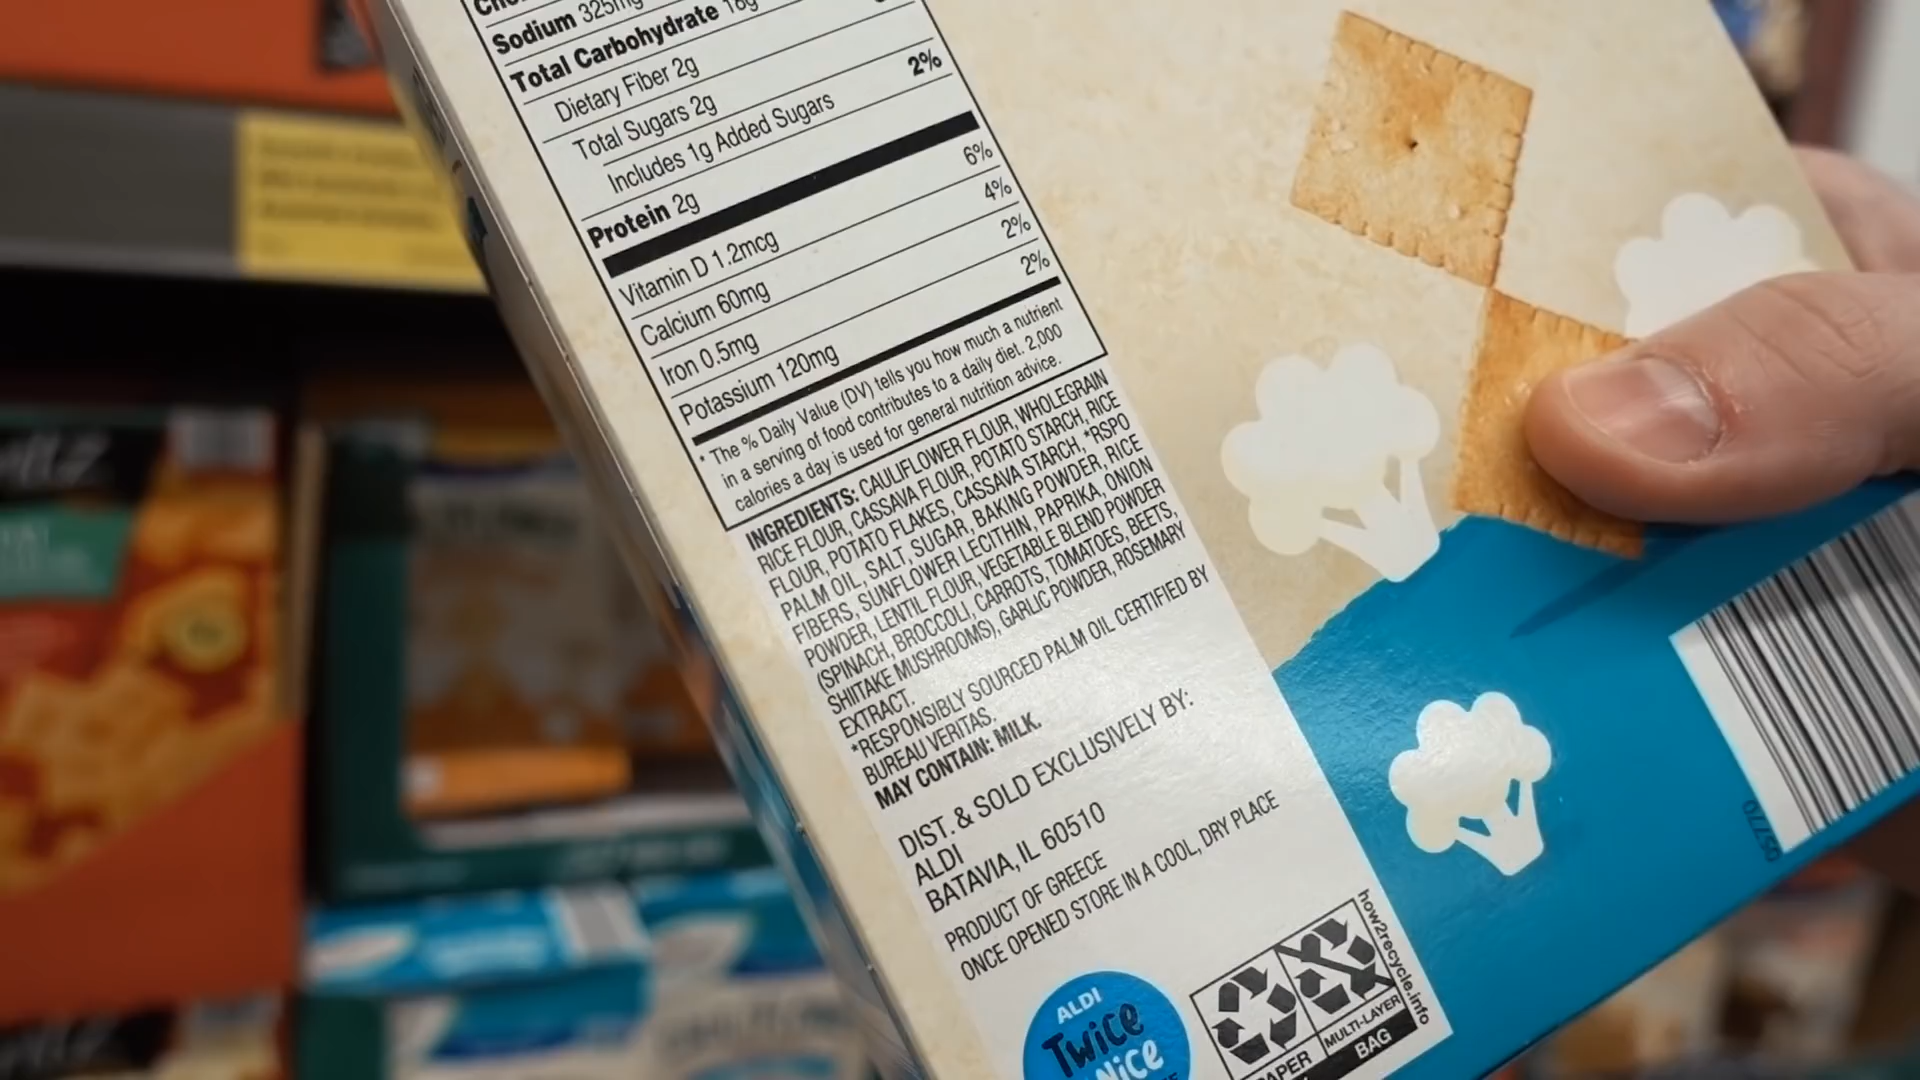 Sodium 325mg
Total Carbohydrate 18g
Dietary Fiber 2g
Total Sugars 2g
Includes 1g Added Sugars 2%
Protein 2g
Vitamin D 1.2mcg 6%
Calcium 60mg 4%
Iron 0.5mg 2%
Potassium 120mg 2%
* The % Daily Value (DV) tells you how much a nutrient
in a serving of food contributes to a daily diet. 2,000
calories a day is used for general nutrition advice.
INGREDIENTS: CAULIFLOWER FLOUR, WHOLEGRAIN
RICE FLOUR, CASSAVA FLOUR, POTATO STARCH, RICE
FLOUR, POTATO FLAKES, CASSAVA STARCH, *RSPO
PALM OIL, SALT, SUGAR, BAKING POWDER, RICE
FIBERS, SUNFLOWER LECITHIN, PAPRIKA, ONION
POWDER, LENTIL FLOUR, VEGETABLE BLEND POWDER
(SPINACH, BROCCOLI, CARROTS, TOMATOES, BEETS,
SHIITAKE MUSHROOMS), GARLIC POWDER, ROSEMARY
EXTRACT.
*RESPONSIBLY SOURCED PALM OIL CERTIFIED BY
BUREAU VERITAS.
MAY CONTAIN: MILK.
DIST. & SOLD EXCLUSIVELY BY:
ALDI
BATAVIA, IL 60510
PRODUCT OF GREECE
ONCE OPENED STORE IN A COOL, DRY PLACE
ALDI
Twice
Nice
PAPER
MULTI-LAYER
BAG
how2recycle.info
05770